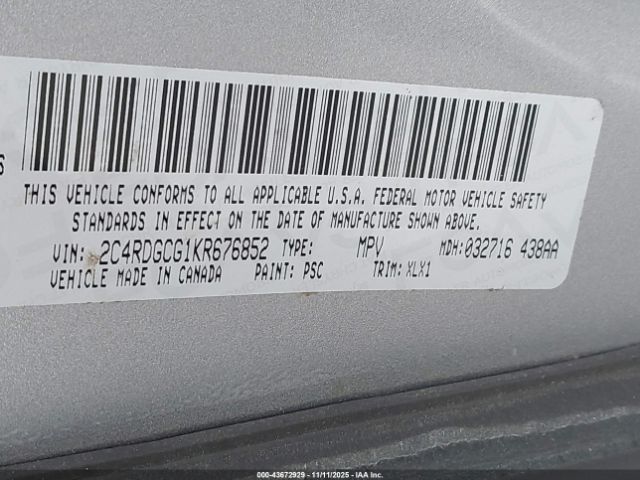 THIS VEHICLE CONFORMS TO ALL APPLICABLE U.S.A. FEDERAL MOTOR VEHICLE SAFETY
STANDARDS IN EFFECT ON THE DATE OF MANUFACTURE SHOWN ABOVE.
VIN: 2C4RDGCG1KR676852 TYPE: MPV MDH:032716 438AA
VEHICLE MADE IN CANADA PAINT: PSC TRIM: XLX1
000-43672929 - 11/11/2025 - iaai.com